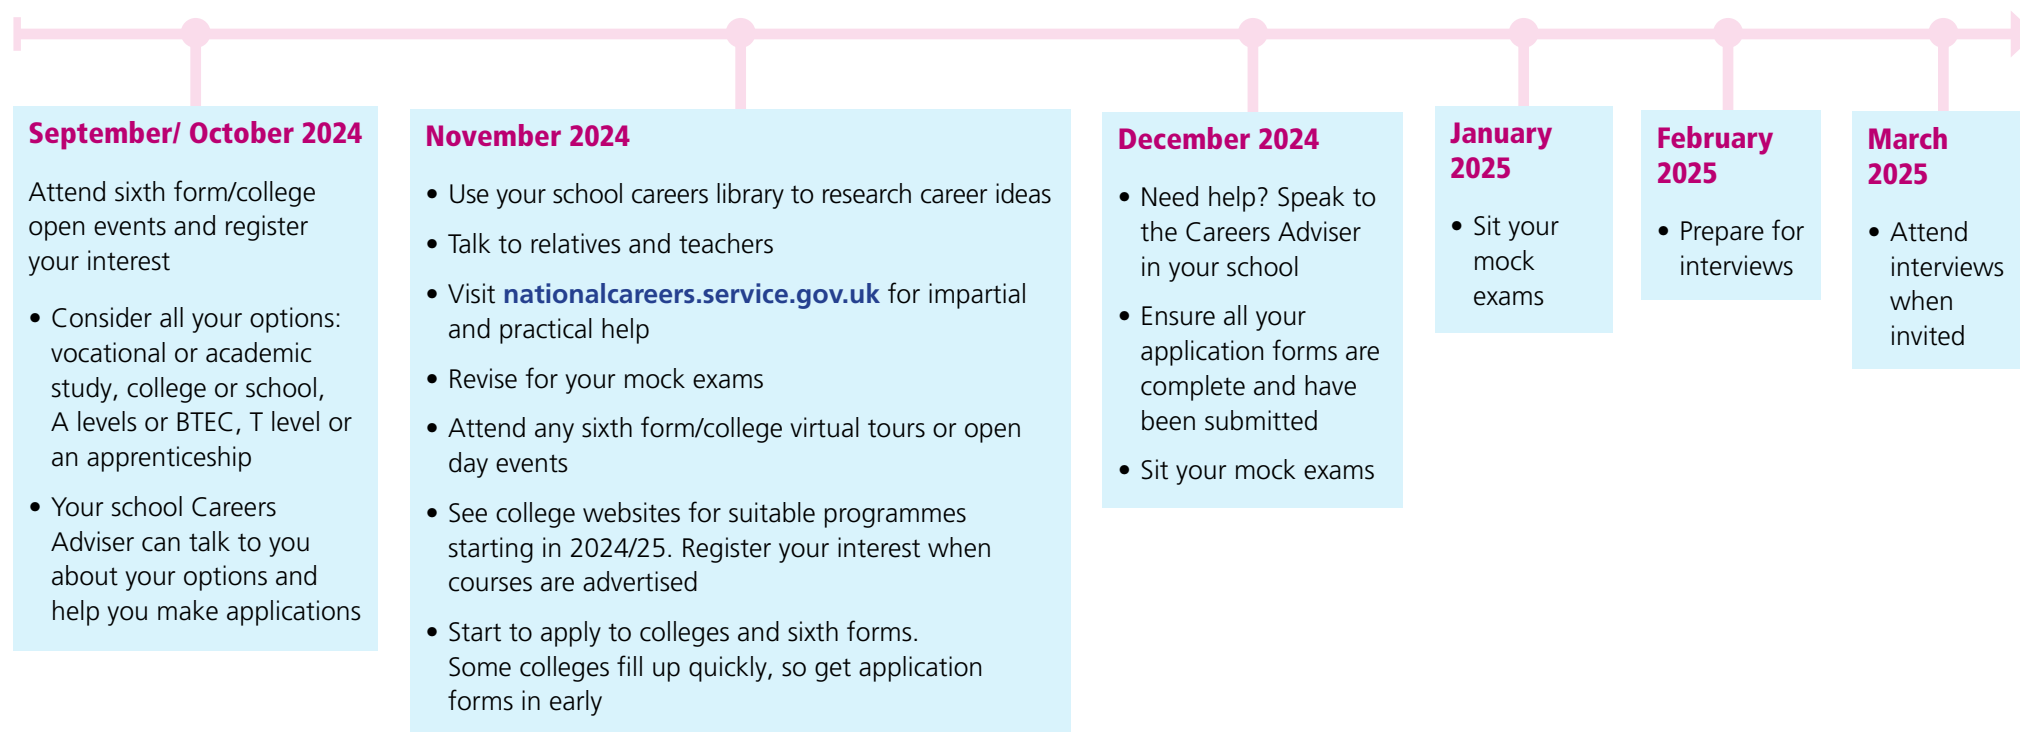 September/ October 2024
Attend sixth form/college
open events and register
your interest
• Consider all your options:
vocational or academic
study, college or school,
A levels or BTEC, T level or
an apprenticeship
• Your school Careers
Adviser can talk to you
about your options and
help you make applications
November 2024
• Use your school careers library to research career ideas
• Talk to relatives and teachers
• Visit nationalcareers.service.gov.uk for impartial
and practical help
• Revise for your mock exams
• Attend any sixth form/college virtual tours or open
day events
• See college websites for suitable programmes
starting in 2024/25. Register your interest when
courses are advertised
• Start to apply to colleges and sixth forms.
Some colleges fill up quickly, so get application
forms in early
December 2024
• Need help? Speak to
the Careers Adviser
in your school
• Ensure all your
application forms are
complete and have
been submitted
• Sit your mock exams
January
2025
• Sit your
mock
exams
February
2025
• Prepare for
interviews
March
2025
• Attend
interviews
when
invited